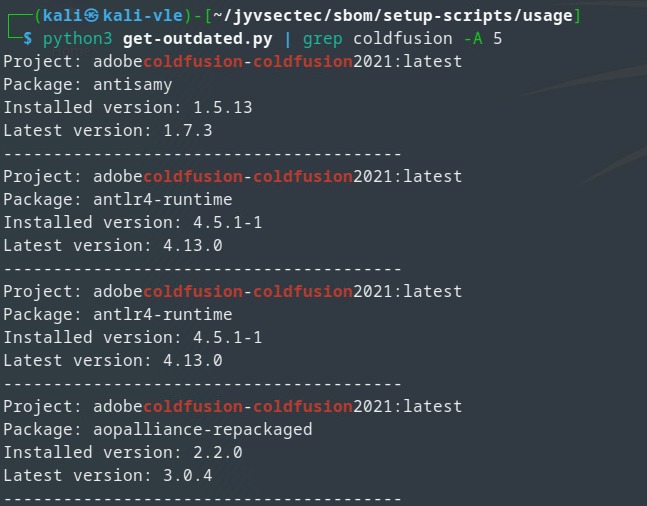 ┌──(kali㉿kali-vle)-[~/jyvsectec/sbom/setup-scripts/usage]
└─$ python3 get-outdated.py | grep coldfusion -A 5
Project: adobecoldfusion-coldfusion2021:latest
Package: antisamy
Installed version: 1.5.13
Latest version: 1.7.3
----------------------------------------
Project: adobecoldfusion-coldfusion2021:latest
Package: antlr4-runtime
Installed version: 4.5.1-1
Latest version: 4.13.0
----------------------------------------
Project: adobecoldfusion-coldfusion2021:latest
Package: antlr4-runtime
Installed version: 4.5.1-1
Latest version: 4.13.0
----------------------------------------
Project: adobecoldfusion-coldfusion2021:latest
Package: aopalliance-repackaged
Installed version: 2.2.0
Latest version: 3.0.4
----------------------------------------